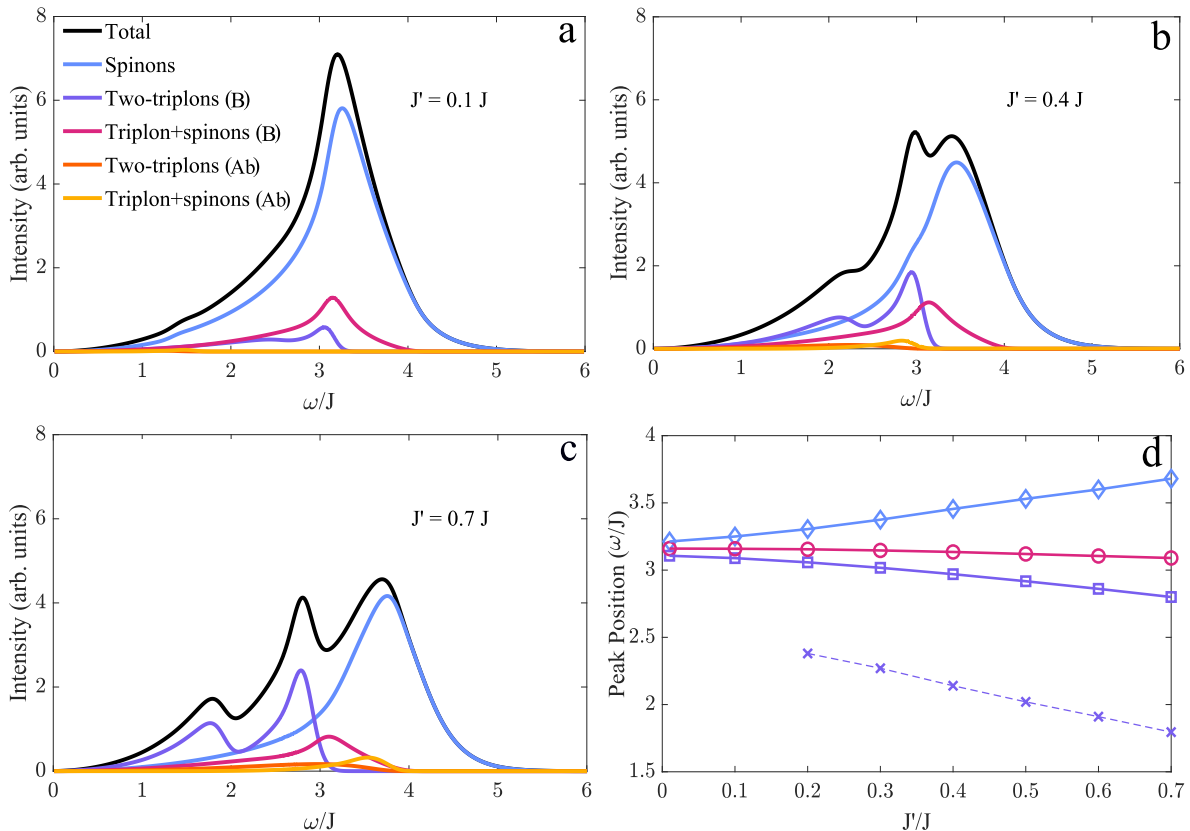 a
8
6
4
2
0
Intensity (arb. units)
Total
Spinons
Two-triplons (B)
Triplon+spinons (B)
Two-triplons (Ab)
Triplon+spinons (Ab)
J' = 0.1 J
0 1 2 3 4 5 6
ω/J
b
8
6
4
2
0
Intensity (arb. units)
J' = 0.4 J
0 1 2 3 4 5 6
ω/J
c
8
6
4
2
0
Intensity (arb. units)
J' = 0.7 J
0 1 2 3 4 5 6
ω/J
d
4
3.5
3
2.5
2
1.5
Peak Position (ω/J)
0 0.1 0.2 0.3 0.4 0.5 0.6 0.7
J'/J